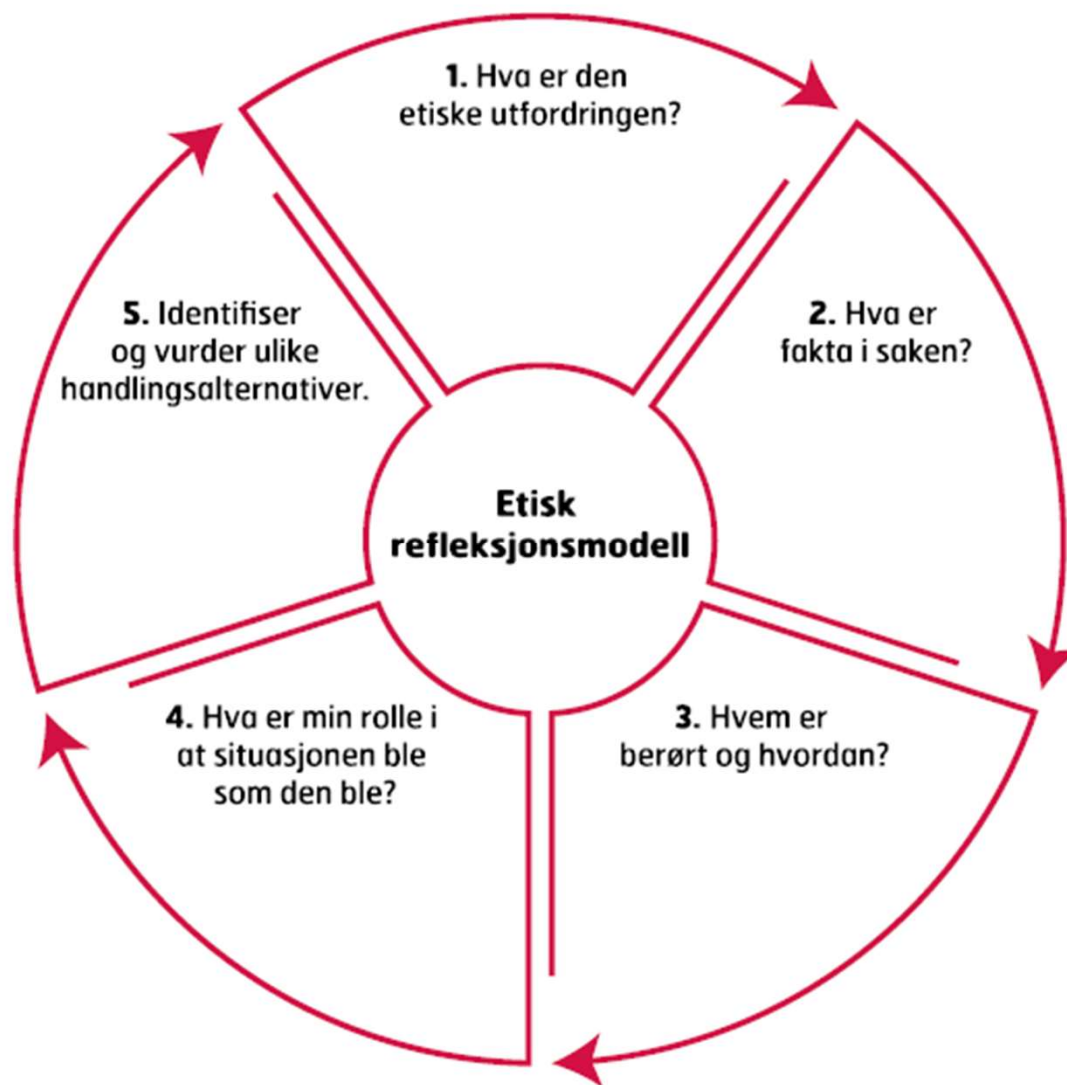 1. Hva er den
etiske utfordringen?
2. Hva er
fakta i saken?
3. Hvem er
berørt og hvordan?
4. Hva er min rolle i
at situasjonen ble
som den ble?
5. Identifiser
og vurder ulike
handlingsalternativer.
Etisk
refleksjonsmodell